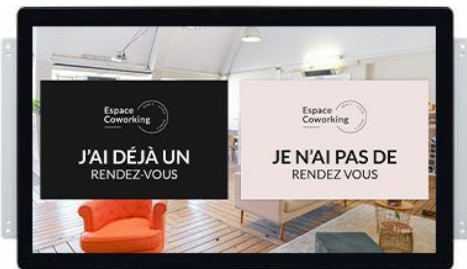 Espace
Coworking
J'AI DÉJÀ UN
RENDEZ-VOUS
Espace
Coworking
JE N'AI PAS DE
RENDEZ VOUS